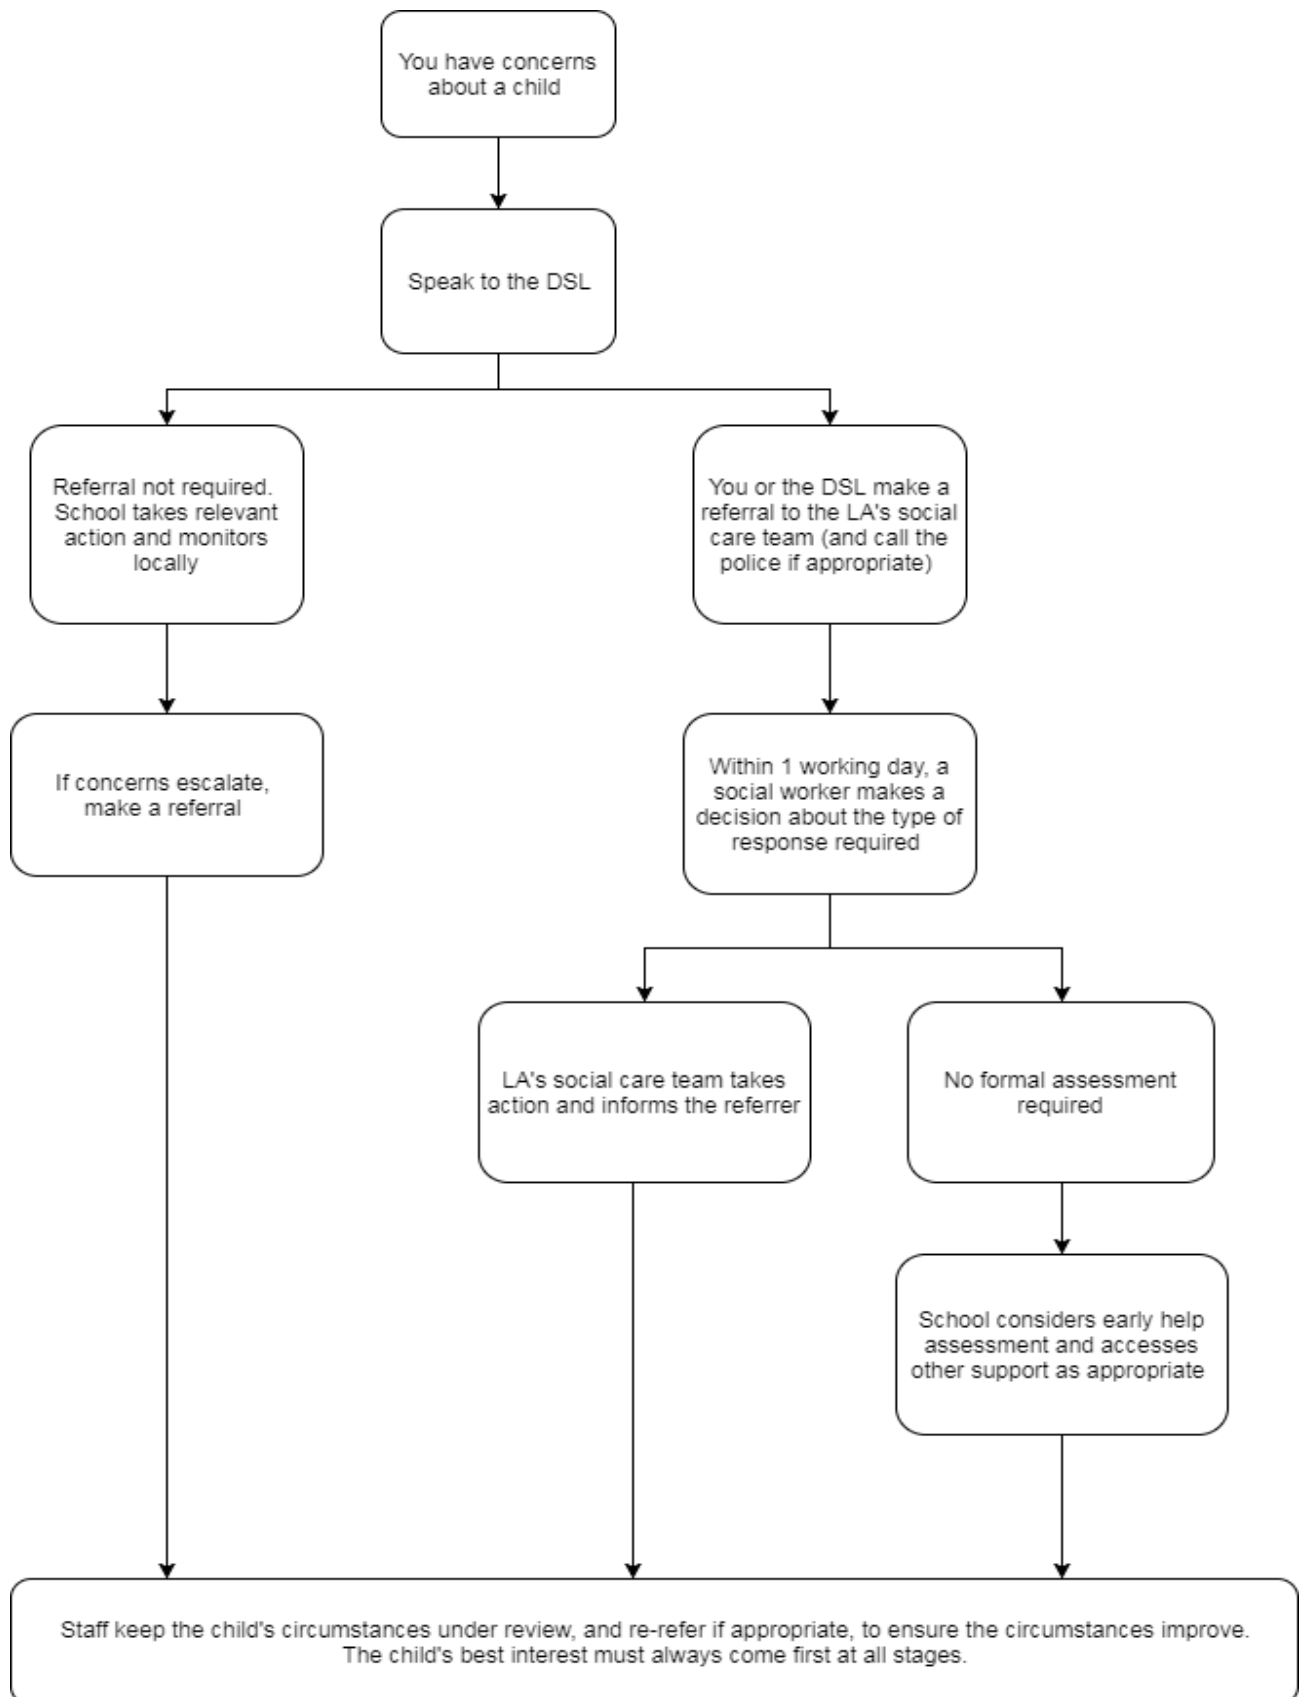 You have concerns
about a child
Speak to the DSL
Referral not required.
School takes relevant
action and monitors
locally
You or the DSL make a
referral to the LA's social
care team (and call the
police if appropriate)
If concerns escalate,
make a referral
Within 1 working day, a
social worker makes a
decision about the type of
response required
LA's social care team takes
action and informs the referrer
No formal assessment
required
School considers early help
assessment and accesses
other support as appropriate
Staff keep the child's circumstances under review, and re-refer if appropriate, to ensure the circumstances improve.
The child's best interest must always come first at all stages.